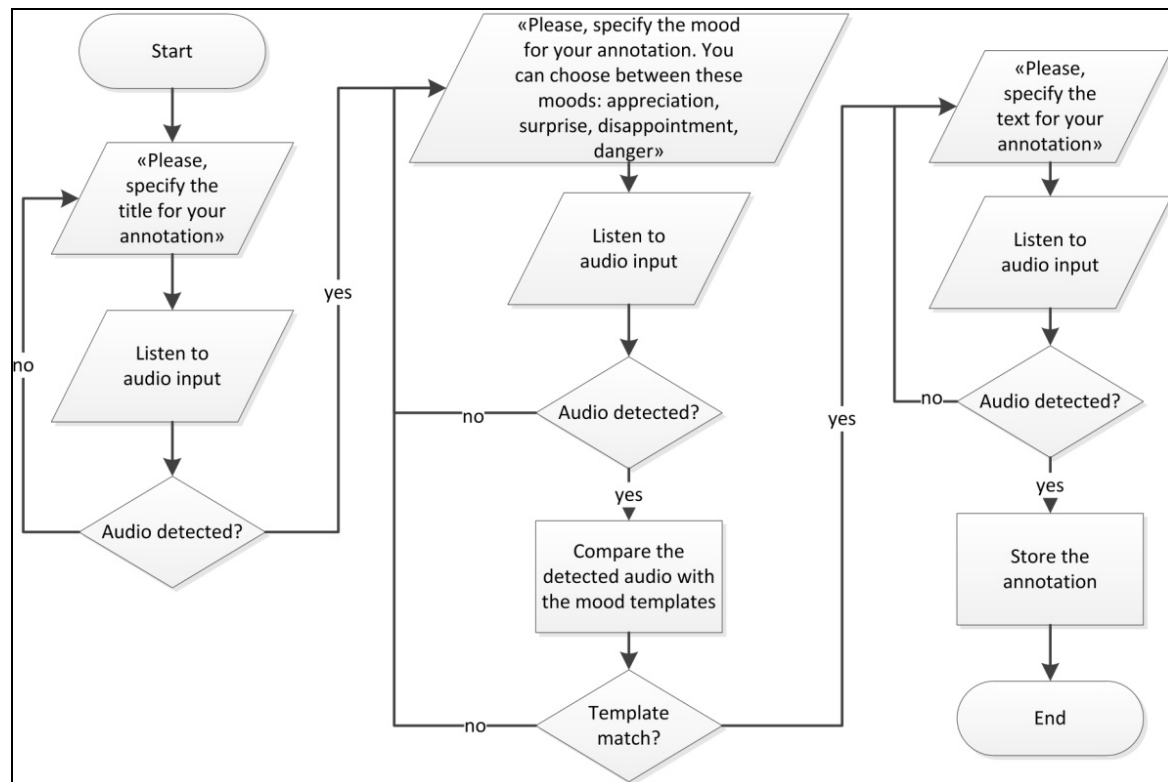 Start
«Please,
specify the
title for your
annotation»
Listen to
audio input
Audio detected?
no
yes
«Please, specify the mood
for your annotation. You
can choose between these
moods: appreciation,
surprise, disappointment,
danger»
Listen to
audio input
Audio detected?
no
yes
Compare the
detected audio with
the mood templates
Template
match?
no
yes
«Please,
specify the
text for your
annotation»
Listen to
audio input
Audio detected?
no
yes
Store the
annotation
End